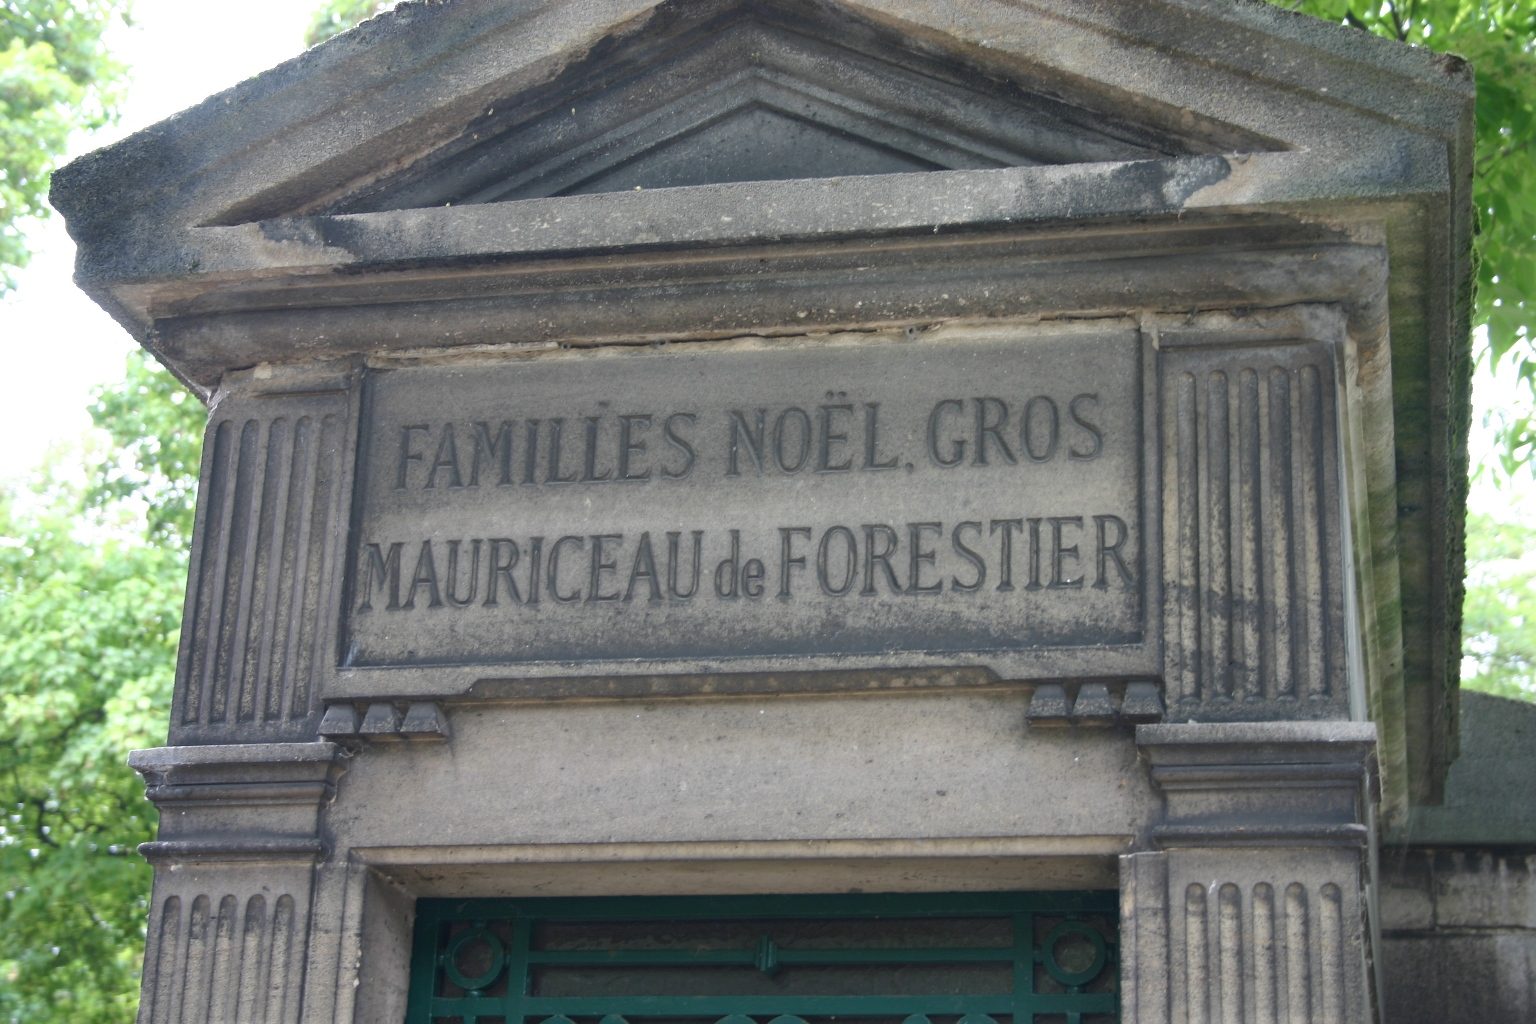 FAMILLES NOËL. GROS
MAURICEAU de FORESTIER